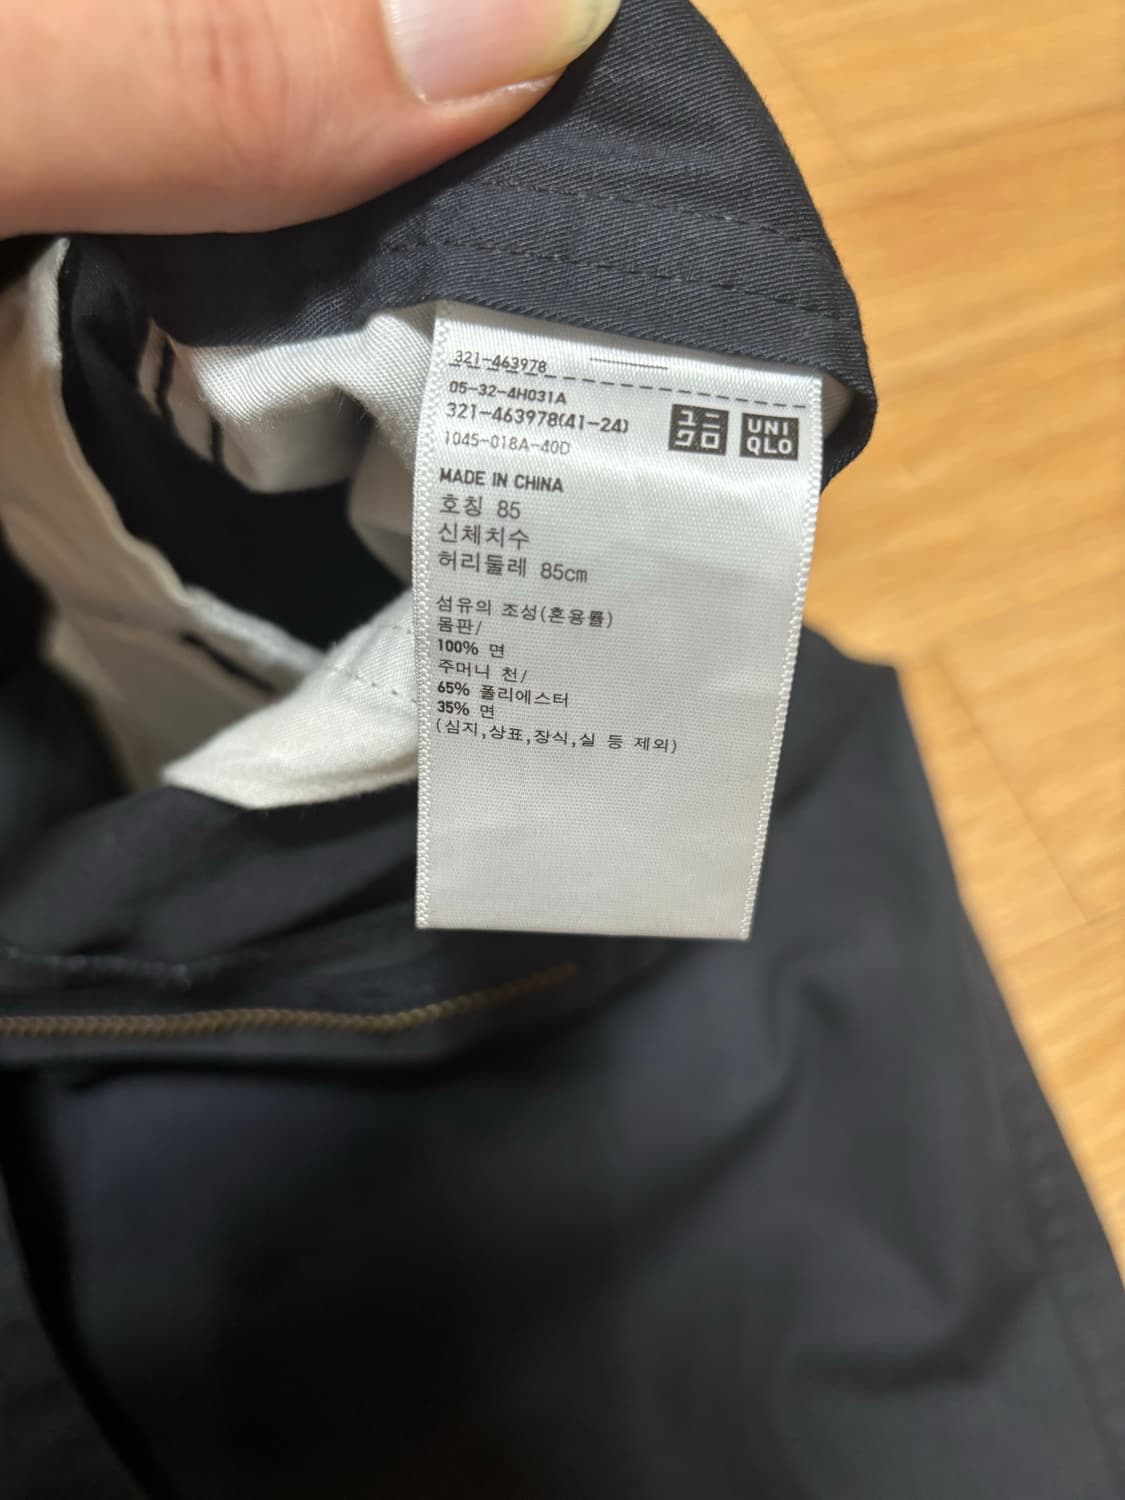 321-463978
05-32-4H031A
321-463978(41-24)
1045-018A-40D
ユニ
クロ
UNI
QLO
MADE IN CHINA
호칭 85
신체치수
허리둘레 85cm
섬유의 조성(혼용률)
몸판/
100% 면
주머니 천/
65% 폴리에스터
35% 면
(심지,상표,장식,실 등 제외)